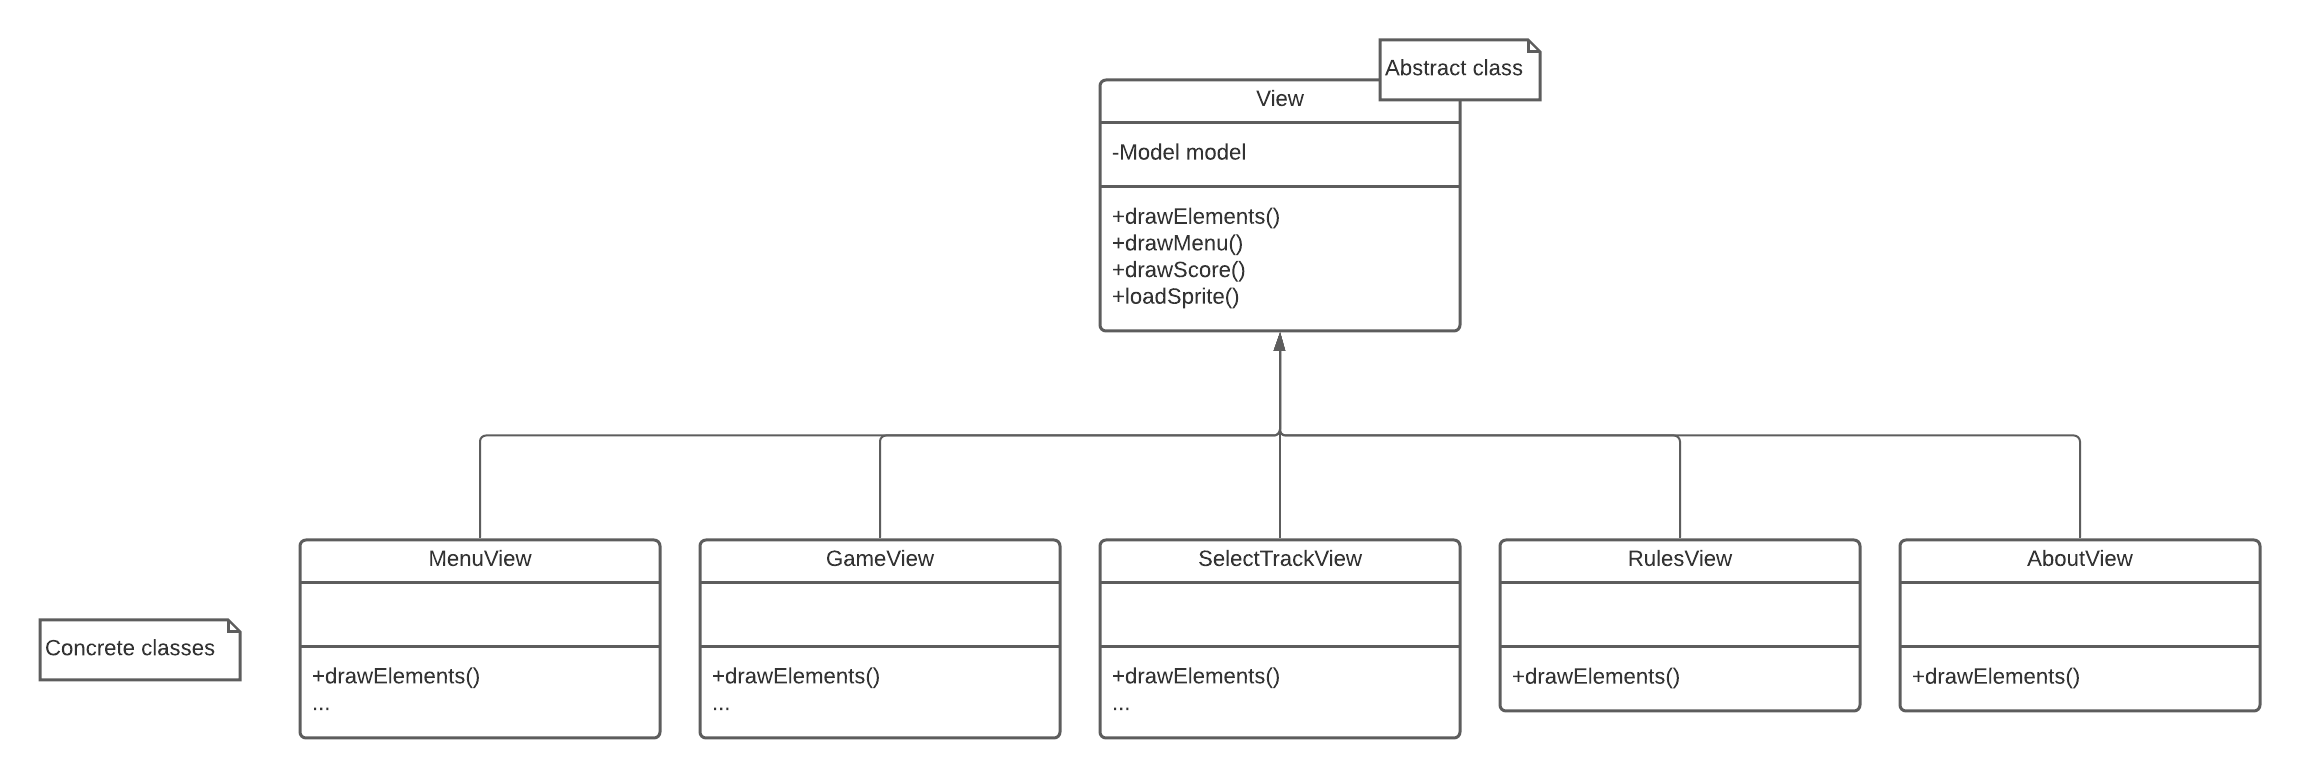 Abstract class
View
-Model model
+drawElements()
+drawMenu()
+drawScore()
+loadSprite()
MenuView
GameView
SelectTrackView
RulesView
AboutView
Concrete classes
+drawElements()
...
+drawElements()
...
+drawElements()
...
+drawElements()
+drawElements()